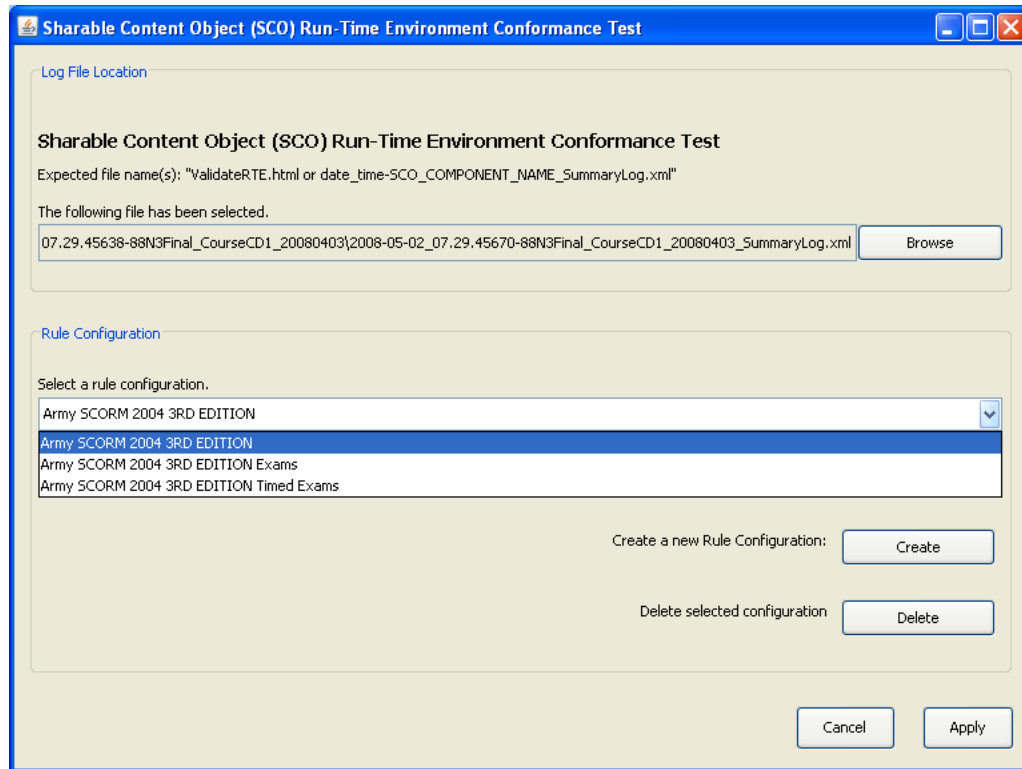 Sharable Content Object (SCO) Run-Time Environment Conformance Test
Log File Location
Sharable Content Object (SCO) Run-Time Environment Conformance Test
Expected file name(s): "ValidateRTE.html or date_time-SCO_COMPONENT_NAME_SummaryLog.xml"
The following file has been selected.
07.29.45638-88N3Final_CourseCD1_20080403\2008-05-02_07.29.45670-88N3Final_CourseCD1_20080403_SummaryLog.xml
Browse
Rule Configuration
Select a rule configuration.
Army SCORM 2004 3RD EDITION
Army SCORM 2004 3RD EDITION
Army SCORM 2004 3RD EDITION Exams
Army SCORM 2004 3RD EDITION Timed Exams
Create a new Rule Configuration:
Create
Delete selected configuration
Delete
Cancel
Apply